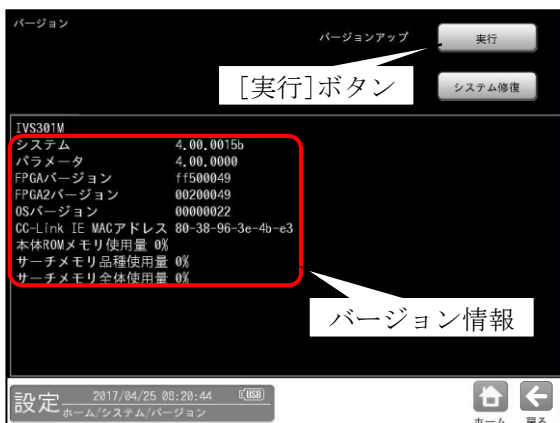 バージョン
バージョンアップ
実行
[実行]ボタン
システム修復
IVS301M
システム 4.00.0015b
パラメータ 4.00.0000
FPGAバージョン ff500049
FPGA2バージョン 00200049
OSバージョン 00000022
CC-Link IE MACアドレス 80-38-96-3e-4b-e3
本体ROMメモリ使用量 0%
サーチメモリ品種使用量 0%
サーチメモリ全体使用量 0%
バージョン情報
設定
2017/04/25 08:20:44 USB
ホーム/システム/バージョン
ホーム 戻る